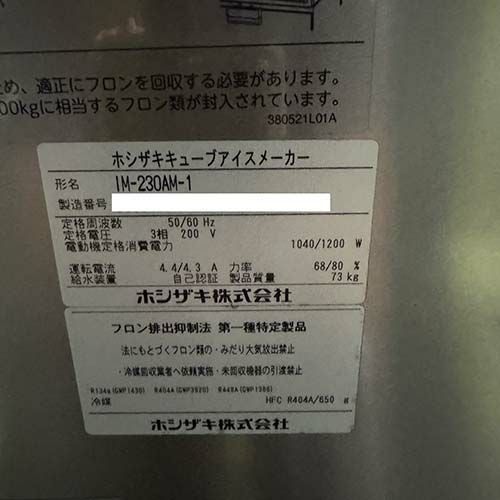 ため、適正にフロンを回収する必要があります。
00kgに相当するフロン類が封入されています。
380521L01A
ホシザキキューブアイスメーカー
形名 IM-230AM-1
製造番号
定格周波数 50/60 Hz
定格電圧 3相 200 V
電動機定格消費電力 1040/1200 W
運転電流 4.4/4.3 A 力率 68/80 %
給水装置 自己認証 製品質量 73 kg
ホシザキ株式会社
フロン排出抑制法 第一種特定製品
法にもとづくフロン類の・みだり大気放出禁止
・冷媒回収業者へ依頼実施・未回収機器の引渡禁止
R134a(GWP1430) R404A(GWP3920) R448A(GWP1386)
冷媒 HFC R404A/650 g
ホシザキ株式会社